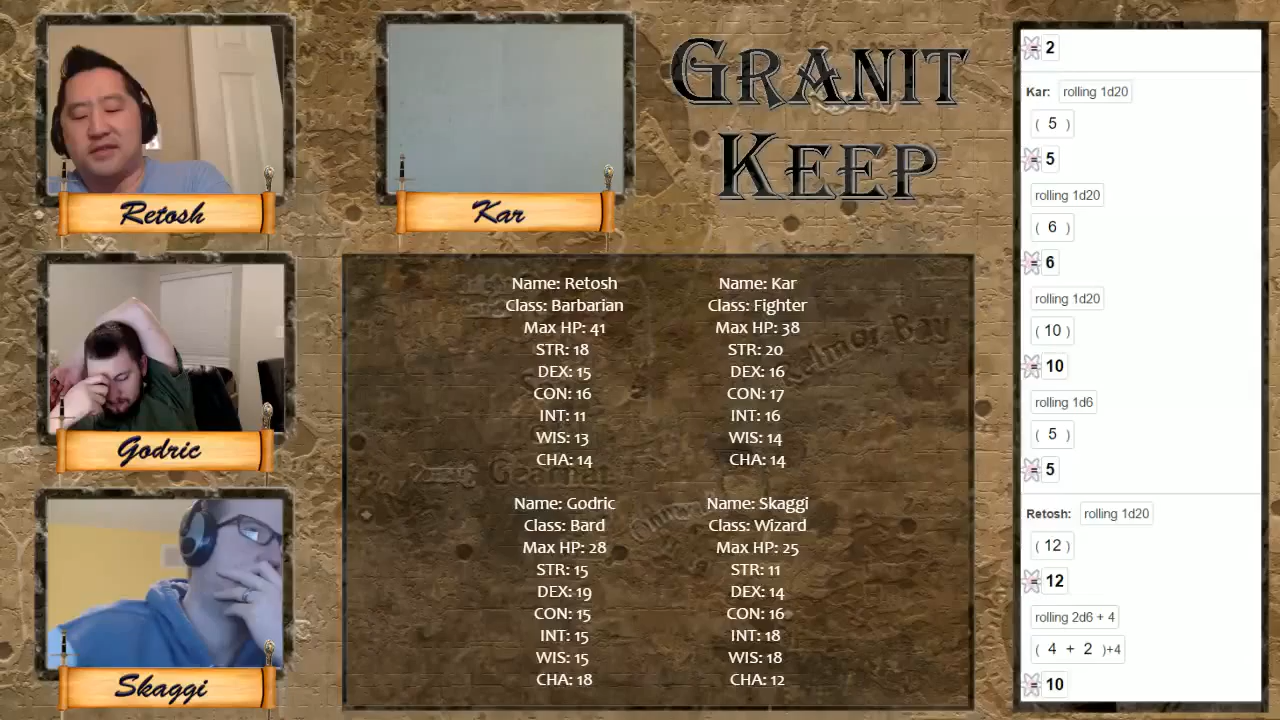 GRANIT
KEEP
Retosh
Kar
Godric
Skaggi
Name: Retosh
Class: Barbarian
Max HP: 41
STR: 18
DEX: 15
CON: 16
INT: 11
WIS: 13
CHA: 14
Name: Kar
Class: Fighter
Max HP: 38
STR: 20
DEX: 16
CON: 17
INT: 16
WIS: 14
CHA: 14
Name: Godric
Class: Bard
Max HP: 28
STR: 15
DEX: 19
CON: 15
INT: 15
WIS: 15
CHA: 18
Name: Skaggi
Class: Wizard
Max HP: 25
STR: 11
DEX: 14
CON: 16
INT: 18
WIS: 18
CHA: 12
= 2
Kar: rolling 1d20
( 5 )
= 5
rolling 1d20
( 6 )
= 6
rolling 1d20
( 10 )
= 10
rolling 1d6
( 5 )
= 5
Retosh: rolling 1d20
( 12 )
= 12
rolling 2d6 + 4
( 4 + 2 )+4
= 10